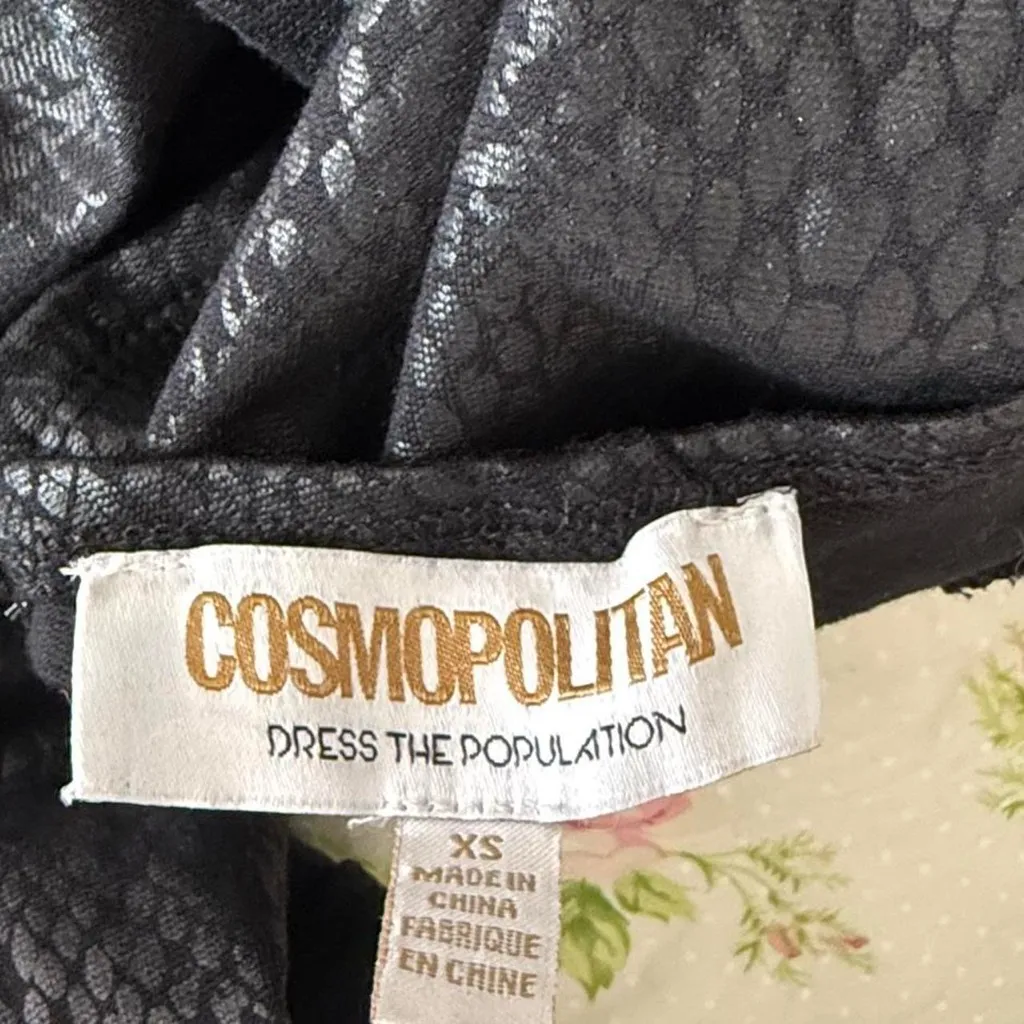 COSMOPOLITAN
DRESS THE POPULATION
XS
MADE IN
CHINA
FABRIQUE
EN CHINE